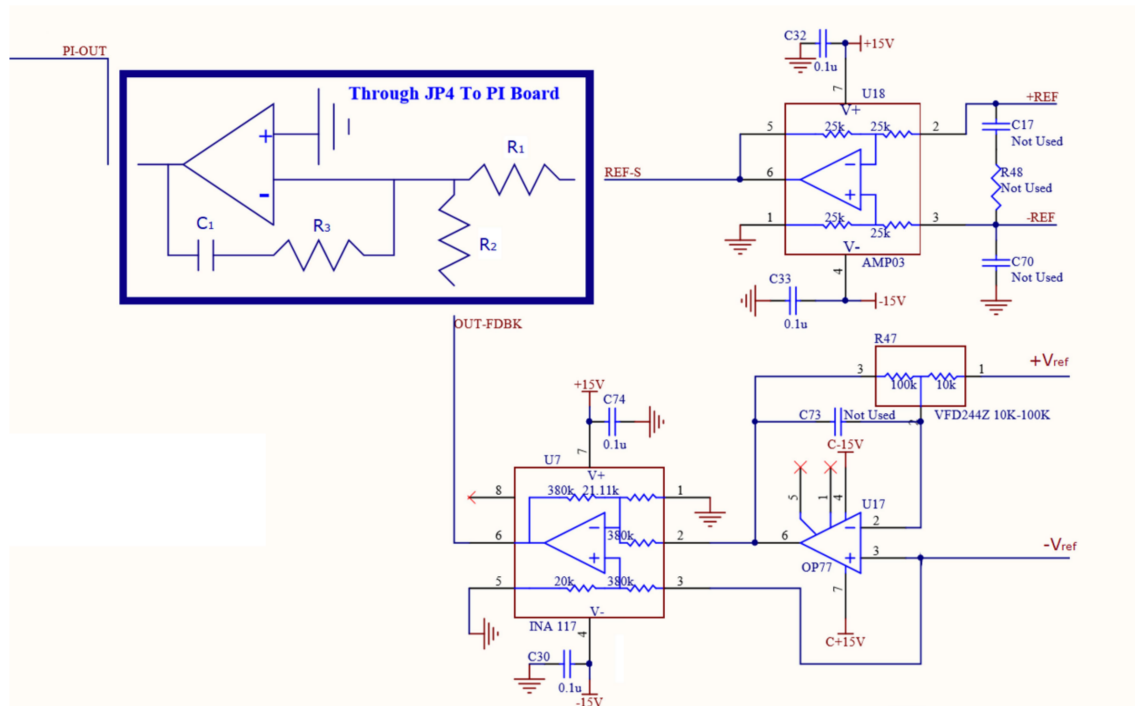 PI-OUT
Through JP4 To PI Board
+
-
R1
R2
R3
C1
REF-S
C32
0.1u
+15V
7
U18
V+
25k 25k
5
2
6
-
+
1
3
25k
25k
V-
AMP03
4
C33
0.1u
-15V
+REF
C17
Not Used
R48
Not Used
-REF
C70
Not Used
OUT-FDBK
R47
3
1
100k 10k
2
VFD244Z 10K-100K
+Vref
C73 Not Used
C-15V
5
1
4
U17
6
-
2
+
3
OP77
7
C+15V
-Vref
+15V
C74
0.1u
7
U7
V+
8
380k 21.11k
1
-
6
380k
2
+
5
20k 380k
3
V-
INA 117
4
C30
0.1u
-15V